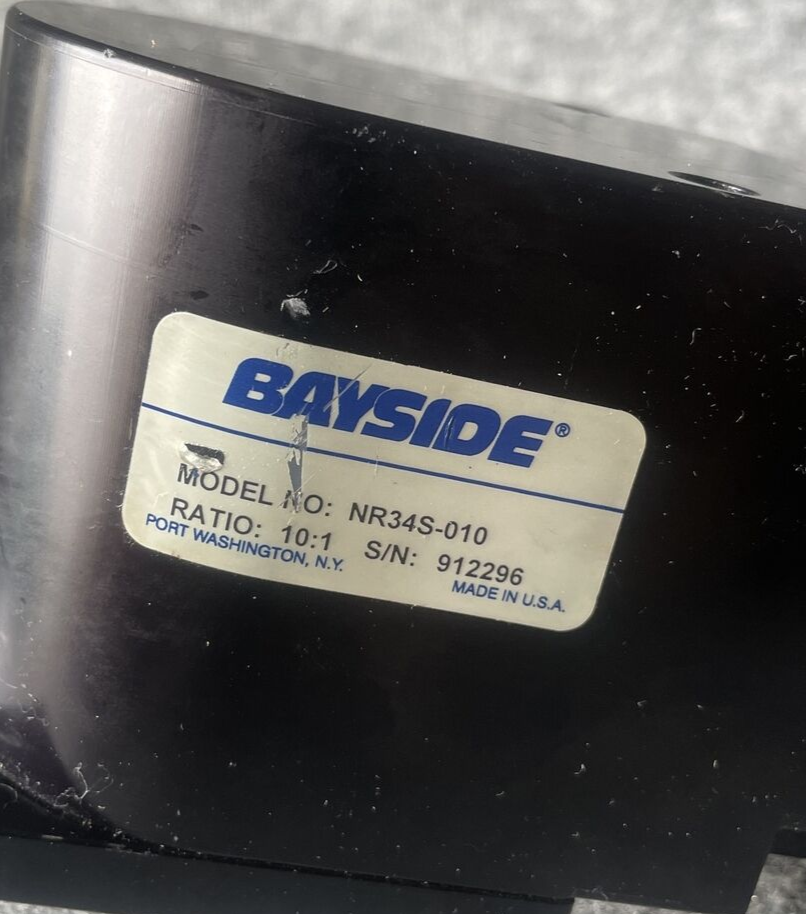 BAYSIDE®
MODEL NO: NR34S-010
RATIO: 10:1 S/N: 912296
PORT WASHINGTON, N.Y. MADE IN U.S.A.